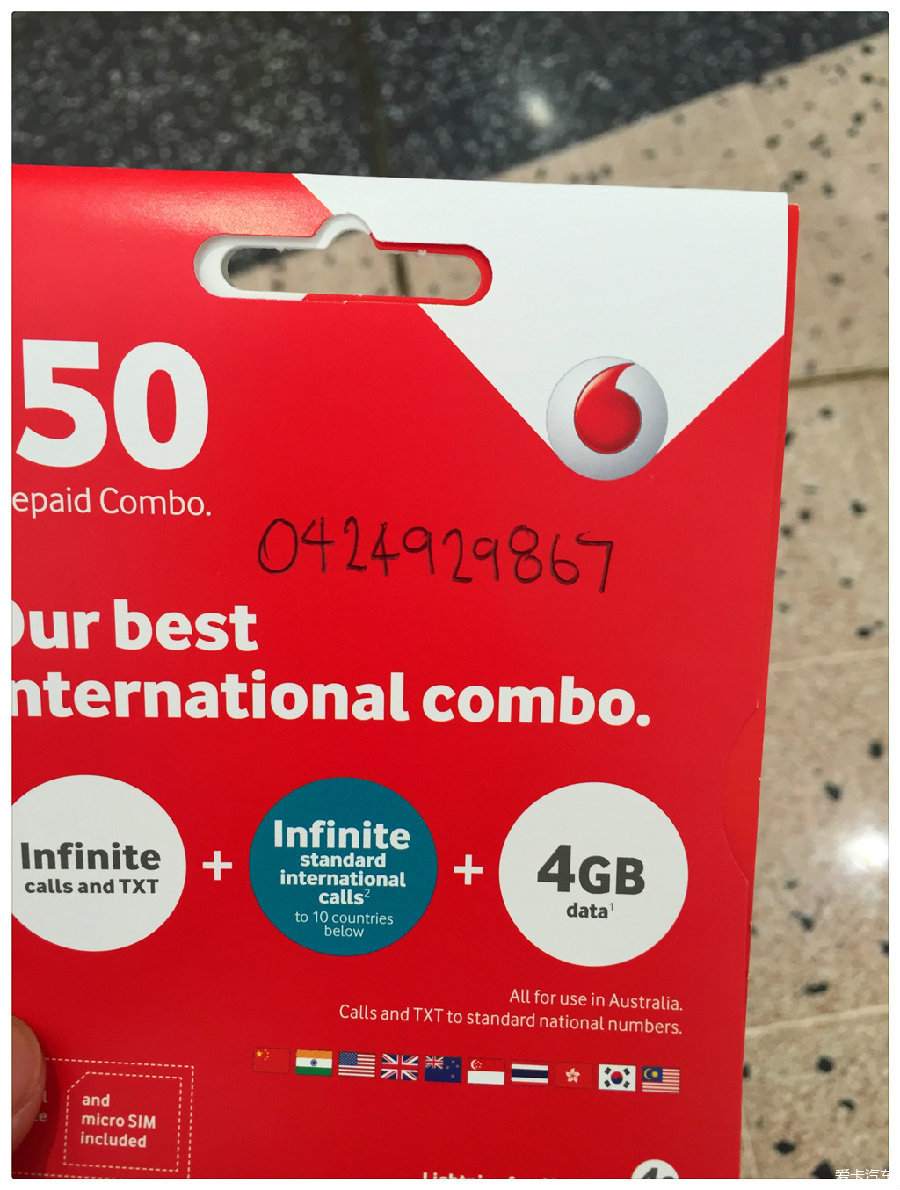 50
epaid Combo.
0424929867
Our best
nternational combo.
Infinite
calls and TXT
+
Infinite
standard
international
calls²
to 10 countries
below
+
4GB
data¹
All for use in Australia.
Calls and TXT to standard national numbers.
and
micro SIM
included
爱卡汽车